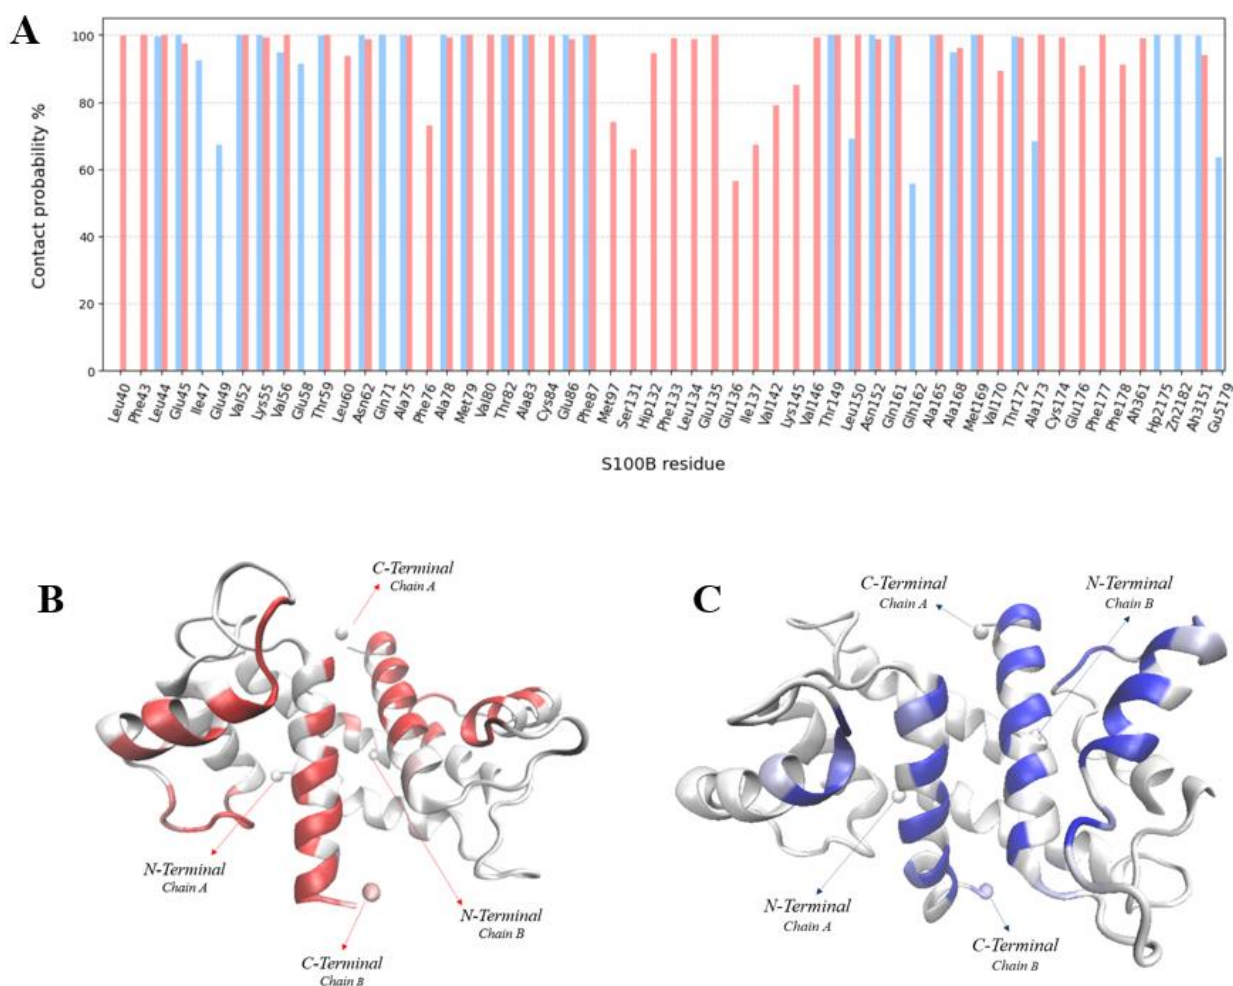 A
Contact probability %
100
80
60
40
20
0
Leu40
Phe43
Leu44
Glu45
Ile47
Glu49
Val52
Lys55
Val56
Glu58
Thr59
Leu60
Asn62
Gln71
Ala75
Phe76
Ala78
Met79
Val80
Thr82
Ala83
Cys84
Glu86
Phe87
Met97
Ser131
Hip132
Phe133
Leu134
Glu135
Glu136
Ile137
Val142
Lys145
Val146
Thr149
Leu150
Asn152
Gln161
Glh162
Ala165
Ala168
Met169
Val170
Thr172
Ala173
Cys174
Glu176
Phe177
Phe178
Ah361
Hp2175
Zn2182
Ah3151
Gu5179
S100B residue
B
C-Terminal
Chain A
N-Terminal
Chain A
N-Terminal
Chain B
C-Terminal
Chain B
C
C-Terminal
Chain A
N-Terminal
Chain B
N-Terminal
Chain A
C-Terminal
Chain B